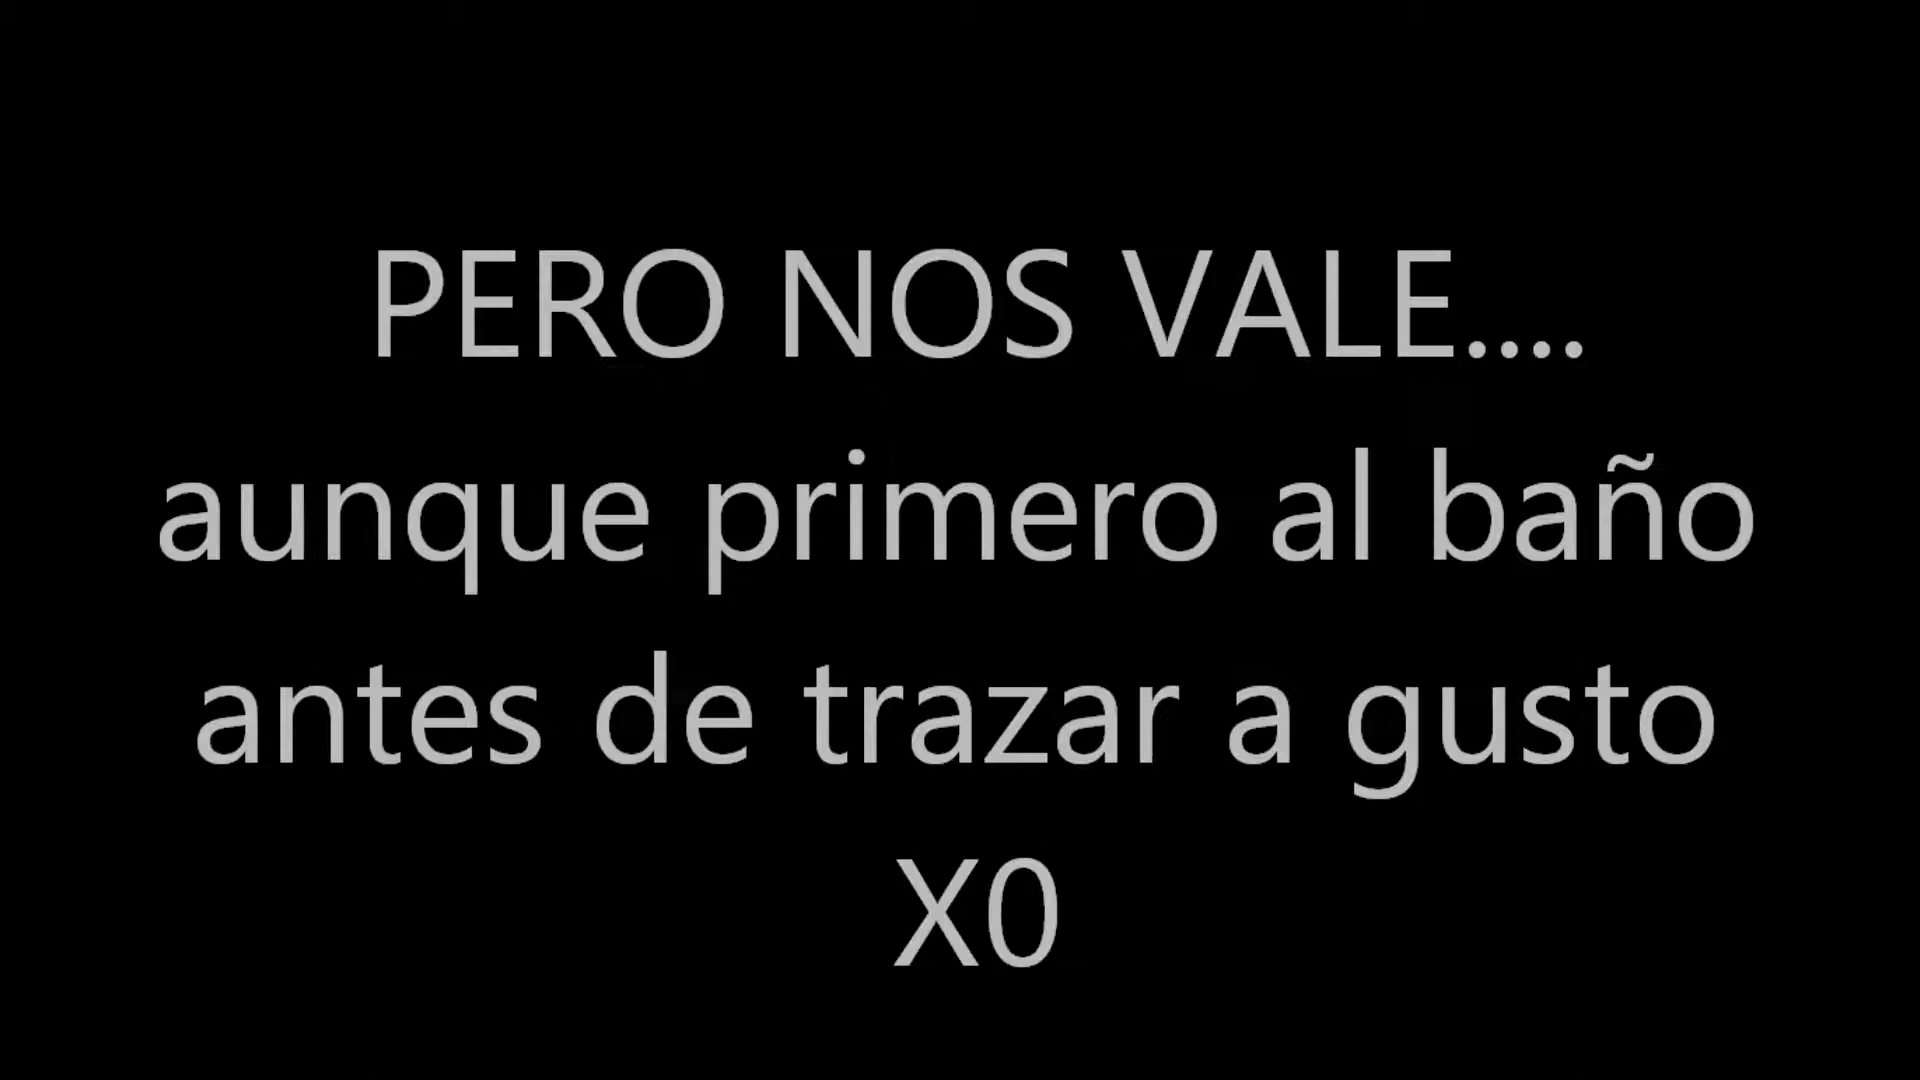 PERO NOS VALE....
aunque primero al baño
antes de trazar a gusto
X0